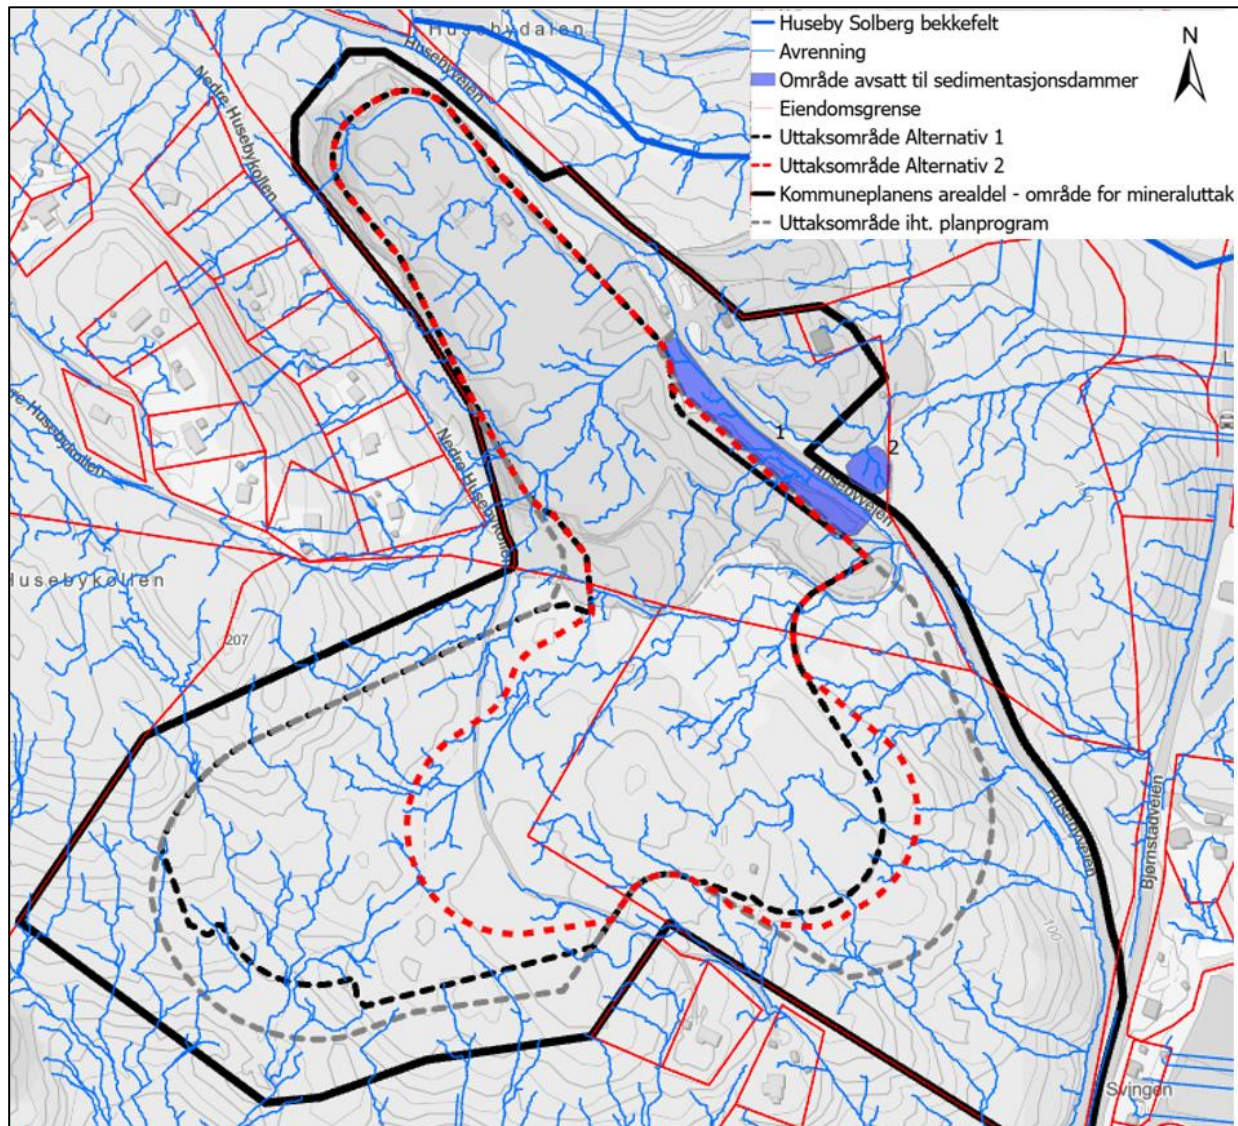 Huseby Solberg bekkefelt
Avrenning
Område avsatt til sedimentasjonsdammer
Eiendomsgrense
Uttaksområde Alternativ 1
Uttaksområde Alternativ 2
Kommuneplanens arealdel - område for mineraluttak
Uttaksområde iht. planprogram
N
Husebydalen
Husebyveien
Nedre Husebykollen
re Husebykollen
Nedre Husebykollen
1
2
Husebyveien
Husebykollen
207
Husebyveien
Bjørnstadveien
100
Svingen
L